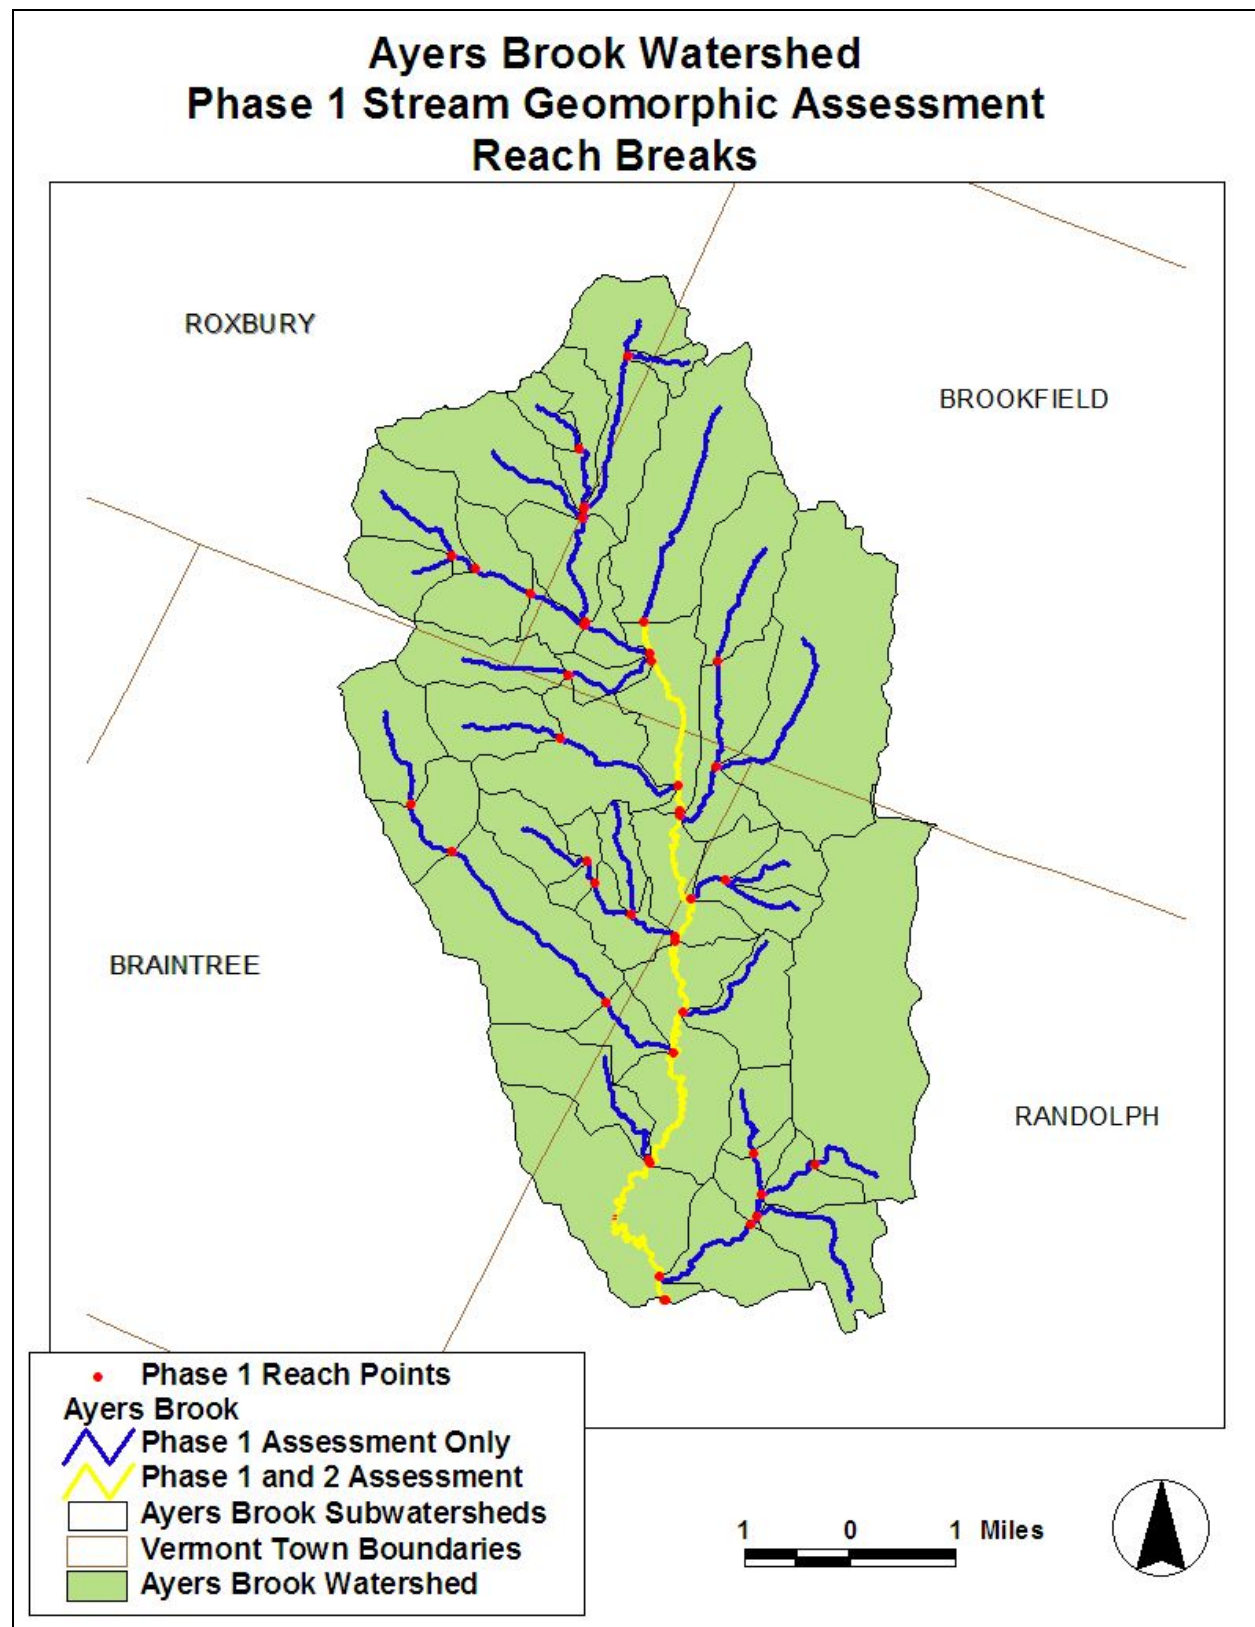 Ayers Brook Watershed
Phase 1 Stream Geomorphic Assessment
Reach Breaks
ROXBURY
BROOKFIELD
BRAINTREE
RANDOLPH
Phase 1 Reach Points
Ayers Brook
Phase 1 Assessment Only
Phase 1 and 2 Assessment
Ayers Brook Subwatersheds
Vermont Town Boundaries
Ayers Brook Watershed
1 0 1 Miles